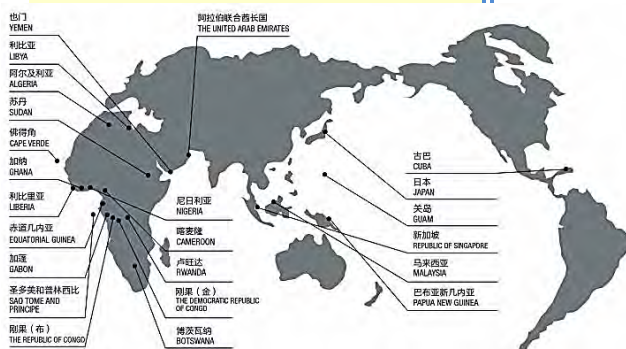 也门
YEMEN
利比亚
LIBYA
阿尔及利亚
ALGERIA
苏丹
SUDAN
佛得角
CAPE VERDE
加纳
GHANA
利比里亚
LIBERIA
赤道几内亚
EQUATORIAL GUINEA
加蓬
GABON
圣多美和普林西比
SAO TOME AND
PRINCIPE
刚果（布）
THE REPUBLIC OF CONGO
阿拉伯联合酋长国
THE UNITED ARAB EMIRATES
尼日利亚
NIGERIA
喀麦隆
CAMEROON
卢旺达
RWANDA
刚果（金）
THE DEMOCRATIC REPUBLIC
OF CONGO
博茨瓦纳
BOTSWANA
古巴
CUBA
日本
JAPAN
关岛
GUAM
新加坡
REPUBLIC OF SINGAPORE
马来西亚
MALAYSIA
巴布亚新几内亚
PAPUA NEW GUINEA